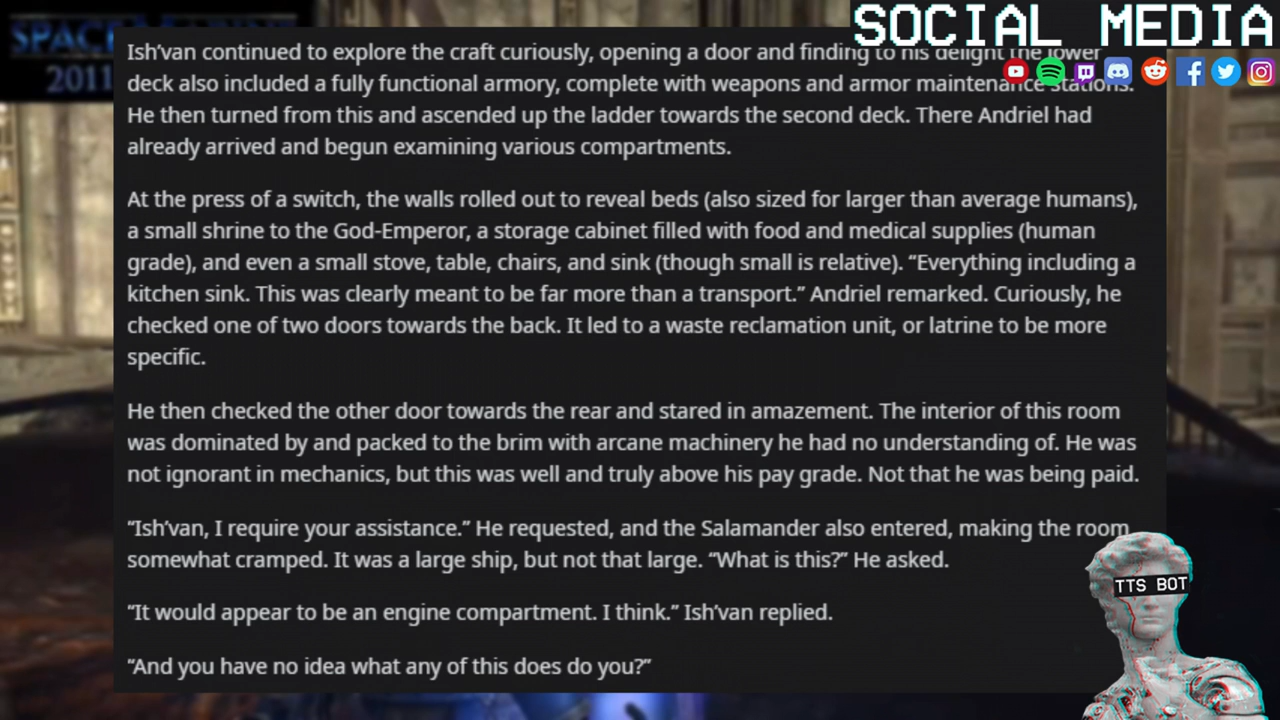 SOCIAL MEDIA
SPACE
2011
Ish’van continued to explore the craft curiously, opening a door and finding to his delight the lower
deck also included a fully functional armory, complete with weapons and armor maintenance stations.
He then turned from this and ascended up the ladder towards the second deck. There Andriel had
already arrived and begun examining various compartments.
At the press of a switch, the walls rolled out to reveal beds (also sized for larger than average humans),
a small shrine to the God-Emperor, a storage cabinet filled with food and medical supplies (human
grade), and even a small stove, table, chairs, and sink (though small is relative). “Everything including a
kitchen sink. This was clearly meant to be far more than a transport.” Andriel remarked. Curiously, he
checked one of two doors towards the back. It led to a waste reclamation unit, or latrine to be more
specific.
He then checked the other door towards the rear and stared in amazement. The interior of this room
was dominated by and packed to the brim with arcane machinery he had no understanding of. He was
not ignorant in mechanics, but this was well and truly above his pay grade. Not that he was being paid.
“Ish’van, I require your assistance.” He requested, and the Salamander also entered, making the room
somewhat cramped. It was a large ship, but not that large. “What is this?” He asked.
“It would appear to be an engine compartment. I think.” Ish’van replied.
“And you have no idea what any of this does do you?”
TTS BOT